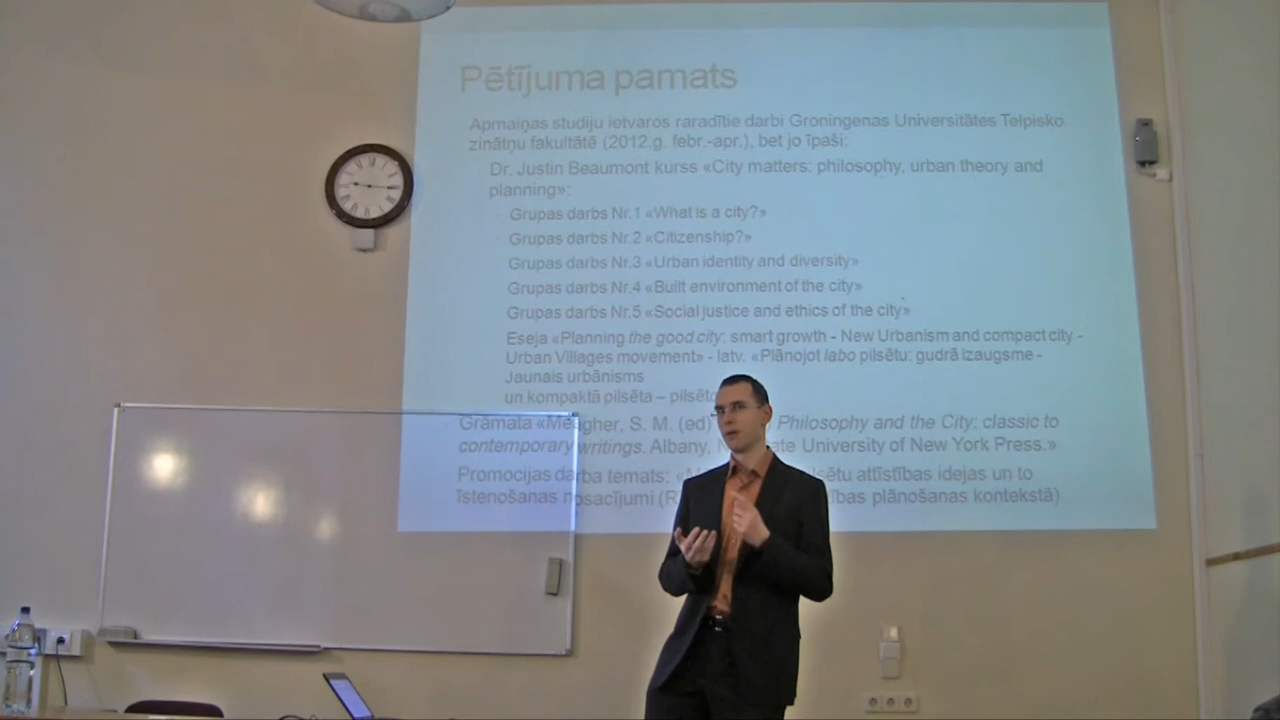 Pētījuma pamats
Apmaiņas studiju ietvaros raradītie darbi Groningenas Universitātes Telpisko
zinātņu fakultātē (2012.g. febr.-apr.), bet jo īpaši:
Dr. Justin Beaumont kurss «City matters: philosophy, urban theory and
planning»:
Grupas darbs Nr.1 «What is a city?»
Grupas darbs Nr.2 «Citizenship?»
Grupas darbs Nr.3 «Urban identity and diversity»
Grupas darbs Nr.4 «Built environment of the city»
Grupas darbs Nr.5 «Social justice and ethics of the city»
Eseja «Planning the good city: smart growth - New Urbanism and compact city -
Urban Villages movement» - latv. «Plānojot labo pilsētu: gudrā izaugsme -
Jaunais urbānisms
un kompaktā pilsēta – pilsēt
Grāmata «Meagher, S. M. (ed) Philosophy and the City: classic to
contemporary writings. Albany, N ate University of New York Press.»
Promocijas darba temats: « lsētu attīstības idejas un to
īstenošanas nosacījumi (R ības plānošanas kontekstā)